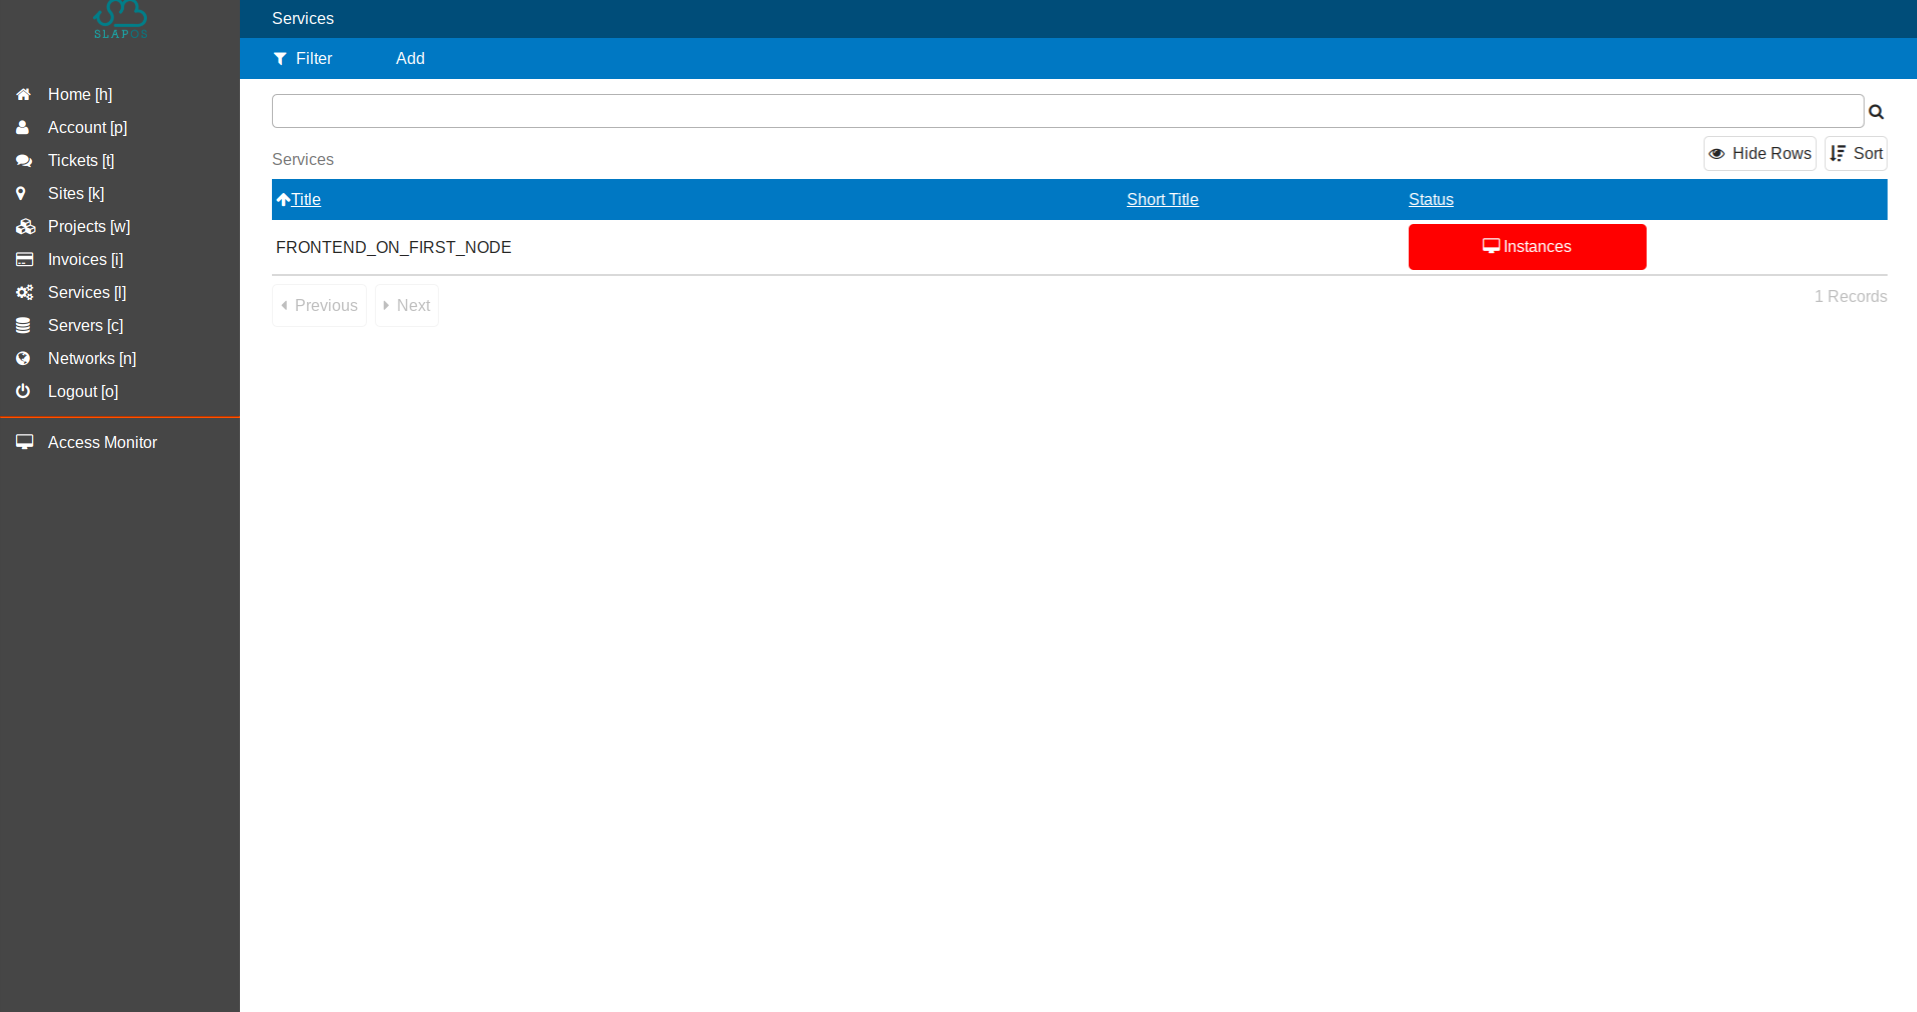 SLAPOS
Home [h]
Account [p]
Tickets [t]
Sites [k]
Projects [w]
Invoices [i]
Services [l]
Servers [c]
Networks [n]
Logout [o]
Access Monitor
Services
Filter Add
Services
Hide Rows Sort
Title Short Title Status
FRONTEND_ON_FIRST_NODE Instances
Previous Next 1 Records